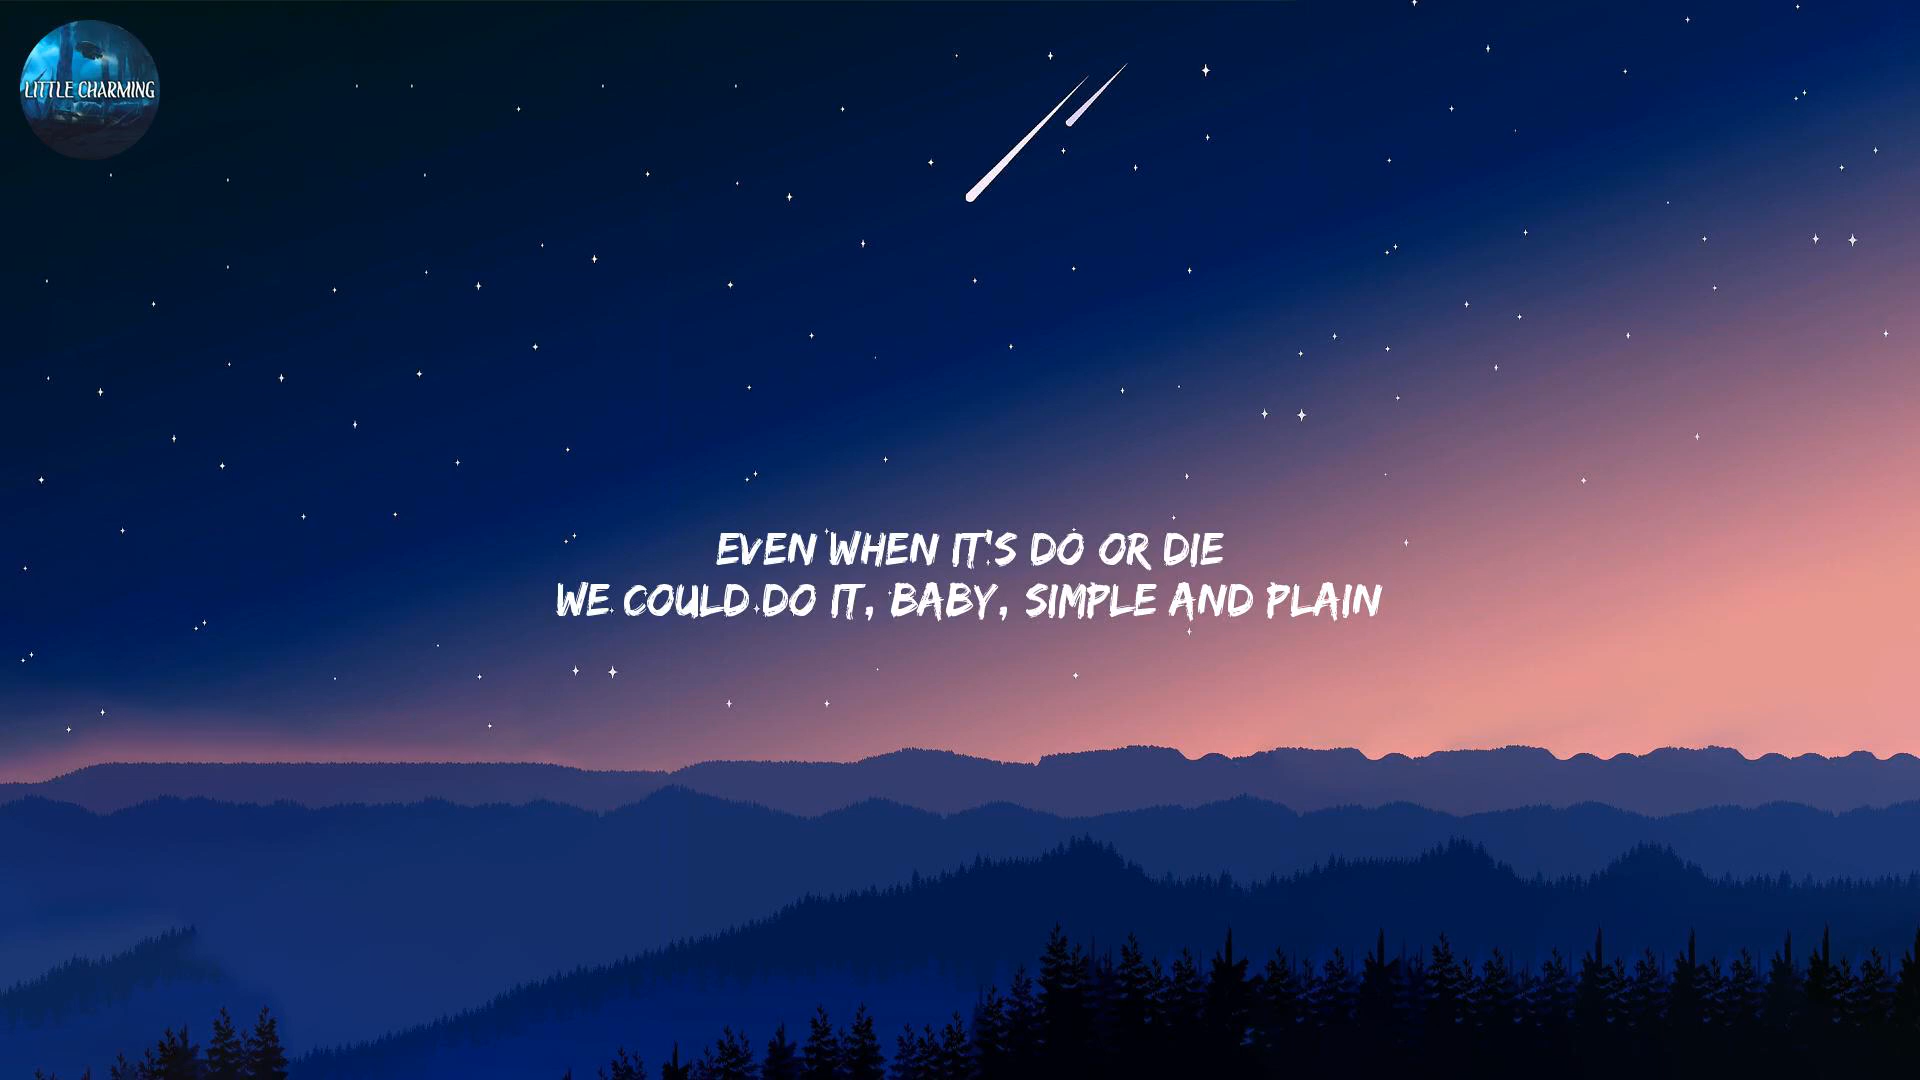 LITTLE CHARMING
EVEN WHEN IT'S DO OR DIE
WE COULD DO IT, BABY, SIMPLE AND PLAIN